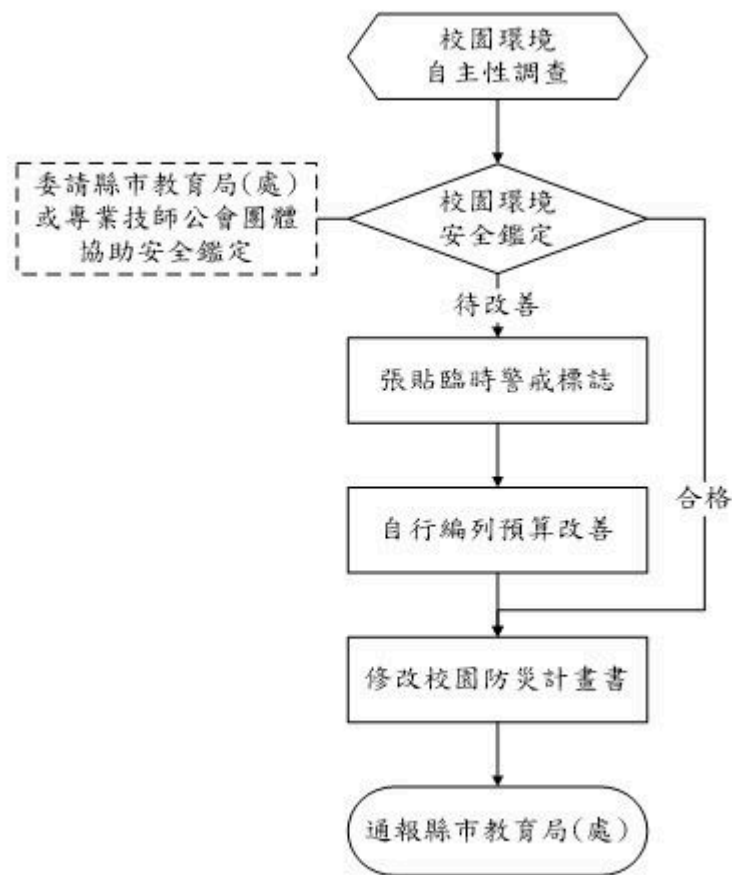 校園環境
自主性調查
委請縣市教育局(處)
或專業技師公會團體
協助安全鑑定
校園環境
安全鑑定
待改善
張貼臨時警戒標誌
合格
自行編列預算改善
修改校園防災計畫書
通報縣市教育局(處)